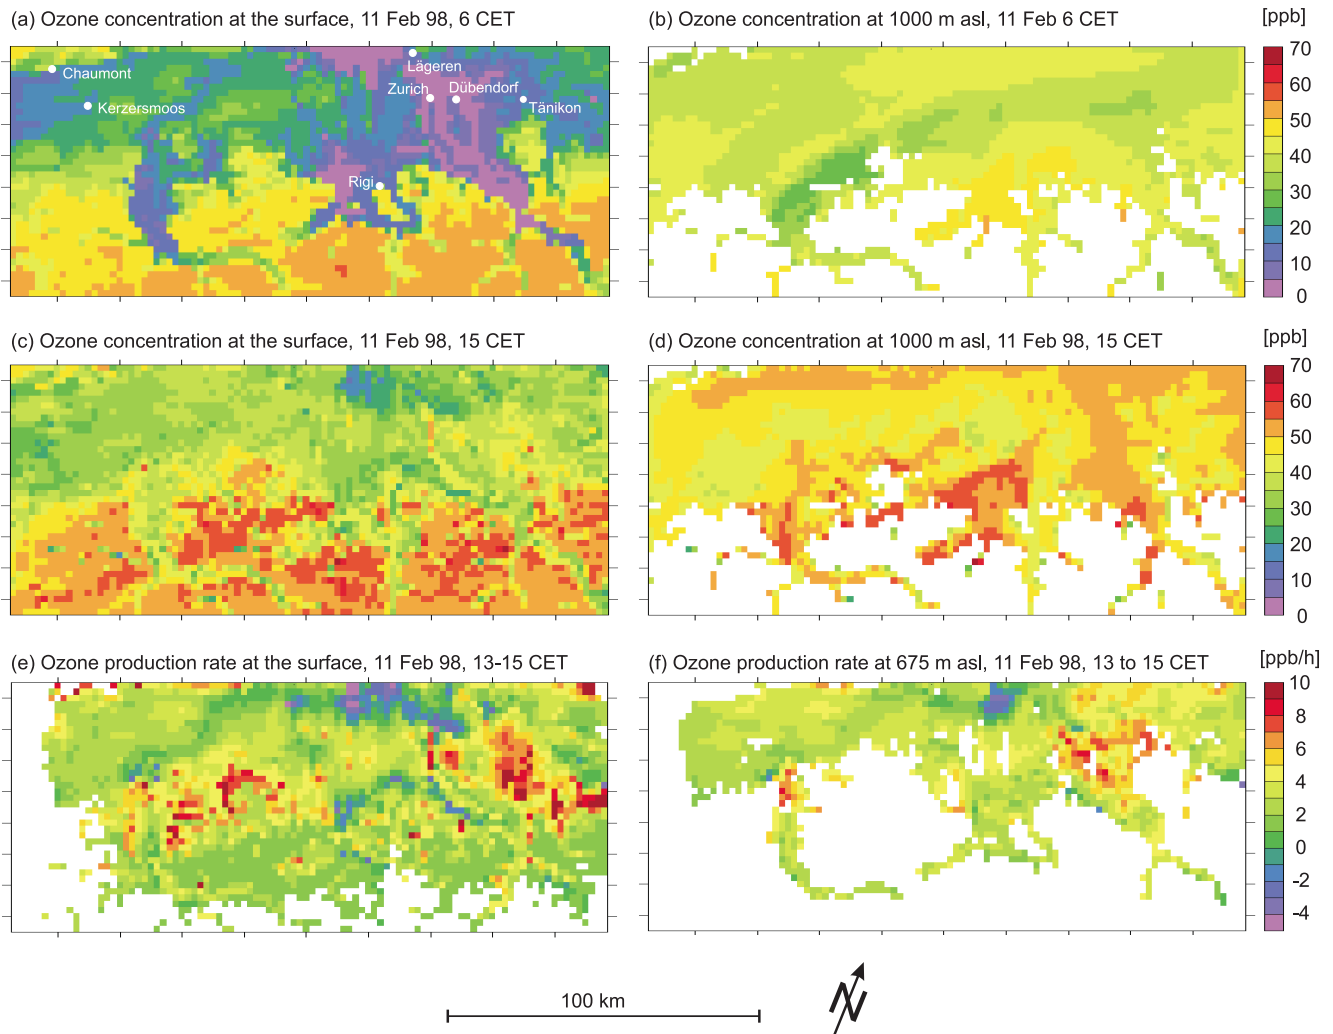 (a) Ozone concentration at the surface, 11 Feb 98, 6 CET
(b) Ozone concentration at 1000 m asl, 11 Feb 6 CET
[ppb]
Chaumont
Kerzersmoos
Lägeren
Zurich
Dübendorf
Tänikon
Rigi
70
60
50
40
30
20
10
0
(c) Ozone concentration at the surface, 11 Feb 98, 15 CET
(d) Ozone concentration at 1000 m asl, 11 Feb 98, 15 CET
[ppb]
70
60
50
40
30
20
10
0
(e) Ozone production rate at the surface, 11 Feb 98, 13-15 CET
(f) Ozone production rate at 675 m asl, 11 Feb 98, 13 to 15 CET
[ppb/h]
10
8
6
4
2
0
-2
-4
100 km
N